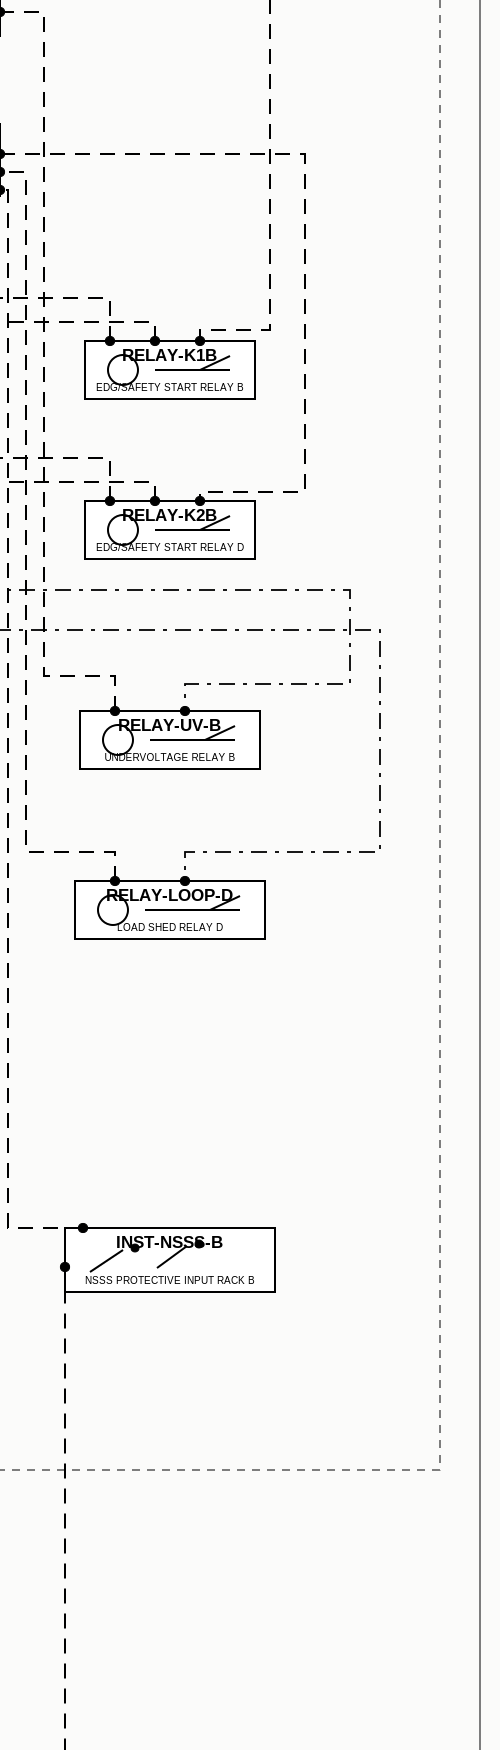 RELAY-K1B
EDG/SAFETY START RELAY B
RELAY-K2B
EDG/SAFETY START RELAY D
RELAY-UV-B
UNDERVOLTAGE RELAY B
RELAY-LOOP-D
LOAD SHED RELAY D
INST-NSSS-B
NSSS PROTECTIVE INPUT RACK B